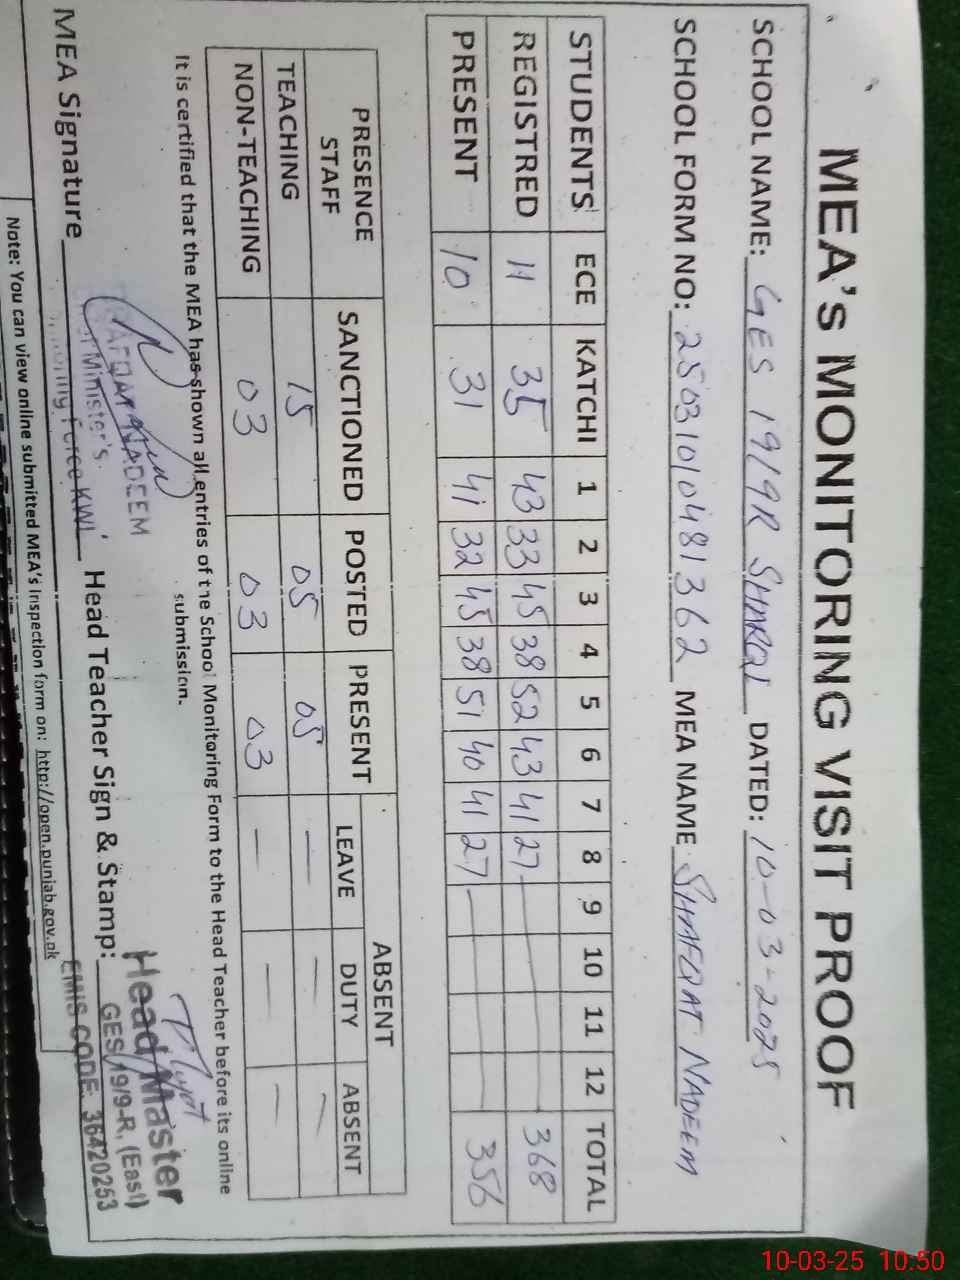 MEA's MONITORING VISIT PROOF
SCHOOL NAME: GES 19/9R SHARQI DATED: 10-03-2025
SCHOOL FORM NO: 2503101048 1362 MEA NAME SHAFQAT NADEEM
STUDENTS ECE KATCHI 1 2 3 4 5 6 7 8 9 10 11 12 TOTAL
REGISTRED 11 35 43 33 45 38 52 43 41 27 368
PRESENT 10 31 41 32 45 38 51 40 41 27 356
PRESENCE STAFF SANCTIONED POSTED PRESENT ABSENT
LEAVE DUTY ABSENT
TEACHING 15 05 05 — — —
NON-TEACHING 03 03 03 — — —
It is certified that the MEA has shown all entries of the School Monitoring Form to the Head Teacher before its online
submission.
MEA Signature Head Teacher Sign & Stamp:
SHAFQAT NADEEM
Chief Minister's
Monitoring Force KWL
Head Master
GES 19/9-R, (East)
EMIS CODE: 36420253
Note: You can view online submitted MEA's Inspection form on: http://open.punjab.gov.pk
10-03-25 10:50